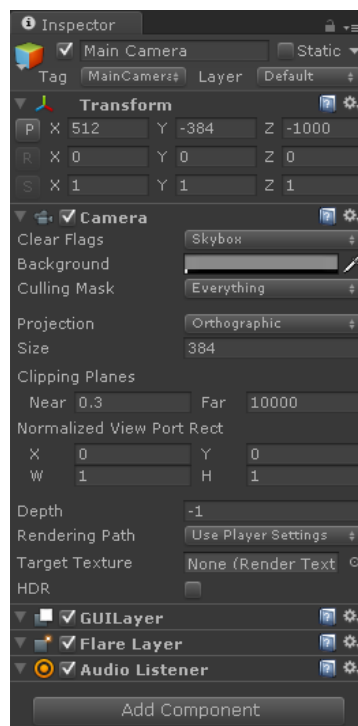 Inspector
Main Camera Static
Tag MainCamera Layer Default
Transform
P X 512 Y -384 Z -1000
R X 0 Y 0 Z 0
S X 1 Y 1 Z 1
Camera
Clear Flags Skybox
Background
Culling Mask Everything
Projection Orthographic
Size 384
Clipping Planes
Near 0.3 Far 10000
Normalized View Port Rect
X 0 Y 0
W 1 H 1
Depth -1
Rendering Path Use Player Settings
Target Texture None (Render Text
HDR
GUILayer
Flare Layer
Audio Listener
Add Component